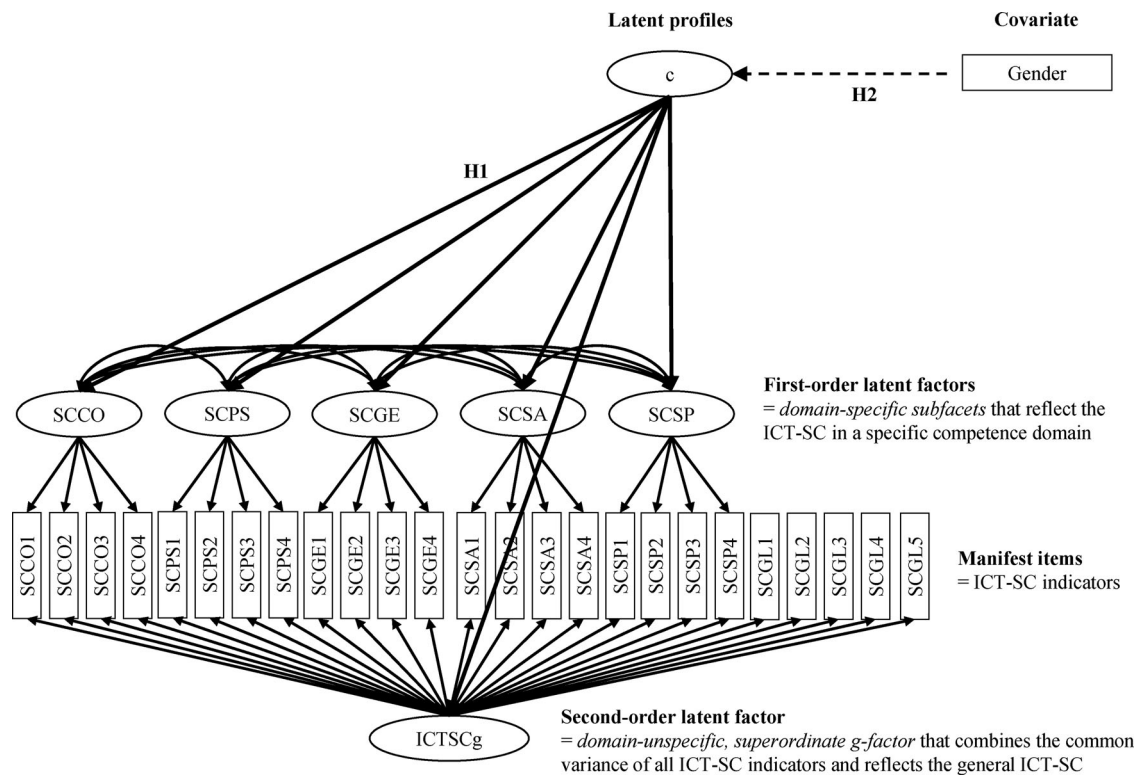 Latent profiles
Covariate
c
Gender
H2
H1
SCCO
SCPS
SCGE
SCSA
SCSP
First-order latent factors
= domain-specific subfacets that reflect the
ICT-SC in a specific competence domain
SCCO1
SCCO2
SCCO3
SCCO4
SCPS1
SCPS2
SCPS3
SCPS4
SCGE1
SCGE2
SCGE3
SCGE4
SCSA1
SCSA2
SCSA3
SCSA4
SCSP1
SCSP2
SCSP3
SCSP4
SCGL1
SCGL2
SCGL3
SCGL4
SCGL5
Manifest items
= ICT-SC indicators
ICTSCg
Second-order latent factor
= domain-unspecific, superordinate g-factor that combines the common
variance of all ICT-SC indicators and reflects the general ICT-SC